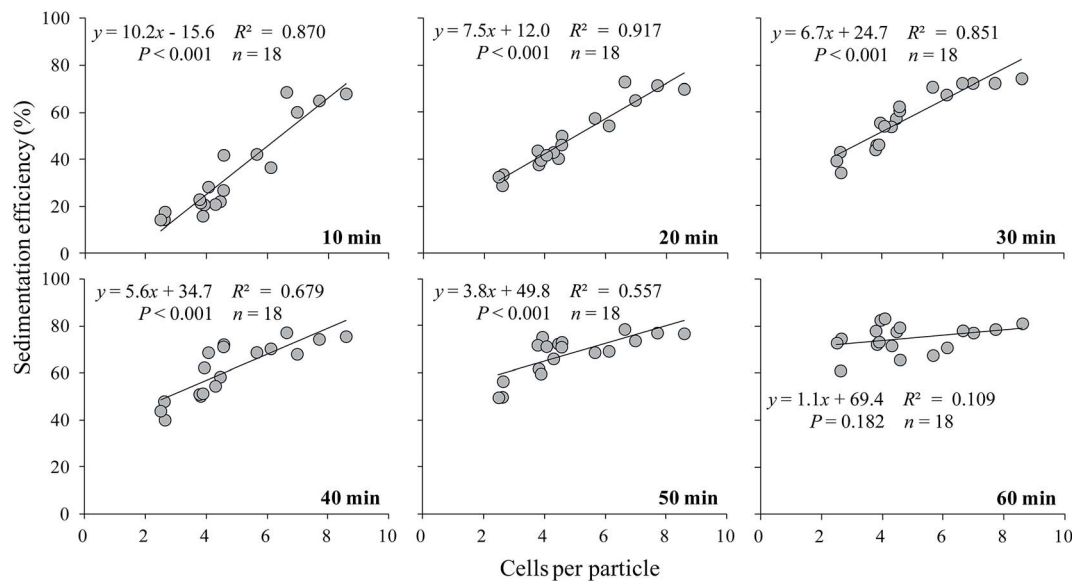 y = 10.2x - 15.6 R² = 0.870
P < 0.001 n = 18
10 min
y = 7.5x + 12.0 R² = 0.917
P < 0.001 n = 18
20 min
y = 6.7x + 24.7 R² = 0.851
P < 0.001 n = 18
30 min
100
80
60
40
20
0
y = 5.6x + 34.7 R² = 0.679
P < 0.001 n = 18
40 min
y = 3.8x + 49.8 R² = 0.557
P < 0.001 n = 18
50 min
y = 1.1x + 69.4 R² = 0.109
P = 0.182 n = 18
60 min
100
80
60
40
20
0
0 2 4 6 8 10
0 2 4 6 8 10
0 2 4 6 8 10
Sedimentation efficiency (%)
Cells per particle